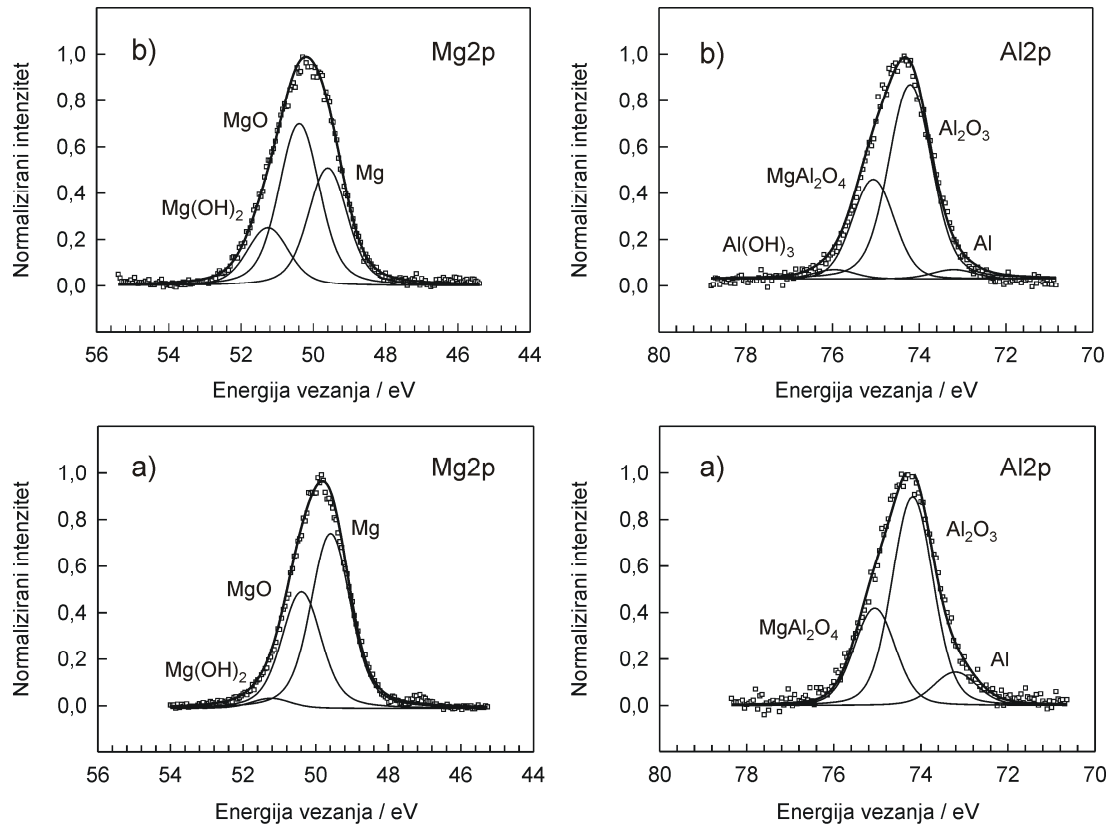 b)
Mg2p
Normalizirani intenzitet
1,0
0,8
0,6
0,4
0,2
0,0
MgO
Mg
Mg(OH)2
56 54 52 50 48 46 44
Energija vezanja / eV
b)
Al2p
Normalizirani intenzitet
1,0
0,8
0,6
0,4
0,2
0,0
Al2O3
MgAl2O4
Al(OH)3
Al
80 78 76 74 72 70
Energija vezanja / eV
a)
Mg2p
Normalizirani intenzitet
1,0
0,8
0,6
0,4
0,2
0,0
Mg
MgO
Mg(OH)2
56 54 52 50 48 46 44
Energija vezanja / eV
a)
Al2p
Normalizirani intenzitet
1,0
0,8
0,6
0,4
0,2
0,0
Al2O3
MgAl2O4
Al
80 78 76 74 72 70
Energija vezanja / eV